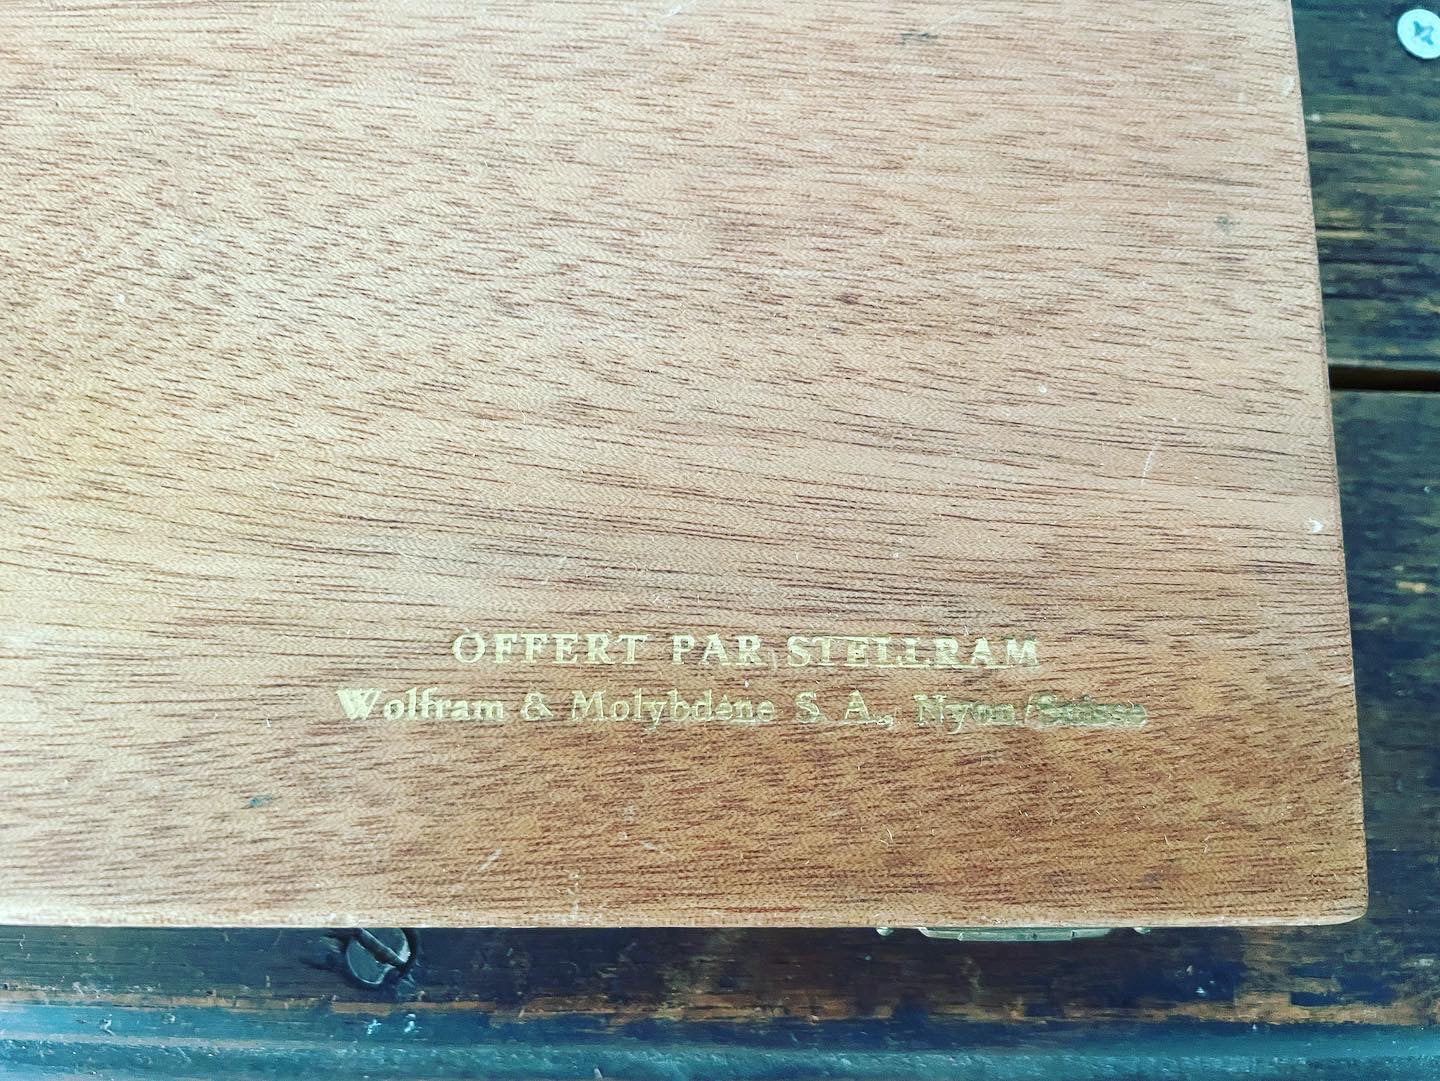 OFFERT PAR STELLRAM
Wolfram & Molybdène S. A., Nyon/Suisse